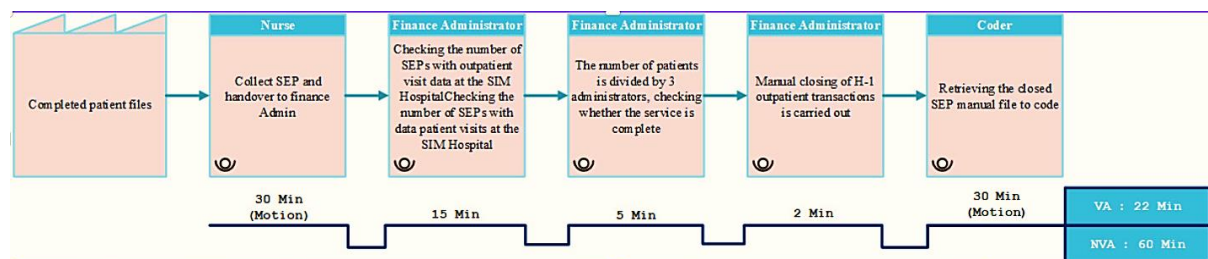 Completed patient files
Nurse
Collect SEP and
handover to finance
Admin
Finance Administrator
Checking the number of
SEPs with outpatient
visit data at the SIM
HospitalChecking the
number of SEPs with
data patient visits at the
SIM Hospital
Finance Administrator
The number of patients
is divided by 3
administrators, checking
whether the service is
complete
Finance Administrator
Manual closing of H-1
outpatient transactions
is carried out
Coder
Retrieving the closed
SEP manual file to code
30 Min
(Motion)
15 Min
5 Min
2 Min
30 Min
(Motion)
VA : 22 Min
NVA : 60 Min